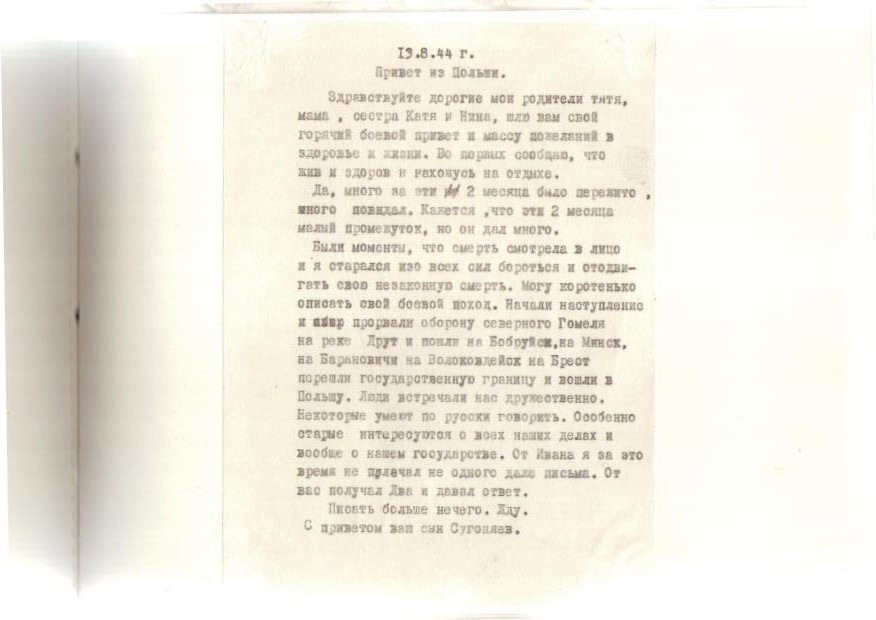 13.8.44 г.
Привет из Польши.
Здравствуйте дорогие мои родители тятя,
мама , сестра Катя и Нина, шлю вам свой
горячий боевой привет и массу пожеланий в
здоровье и жизни. Во первых сообщаю, что
жив и здоров и нахожусь на отдыхе.
Да, много за эти 2 месяца было пережито ,
много повидал. Кажется ,что эти 2 месяца
малый промежуток, но он дал много.
Были моменты, что смерть смотрела в лицо
и я старался изо всех сил бороться и отодви-
гать свою незаконную смерть. Могу коротенько
описать свой боевой поход. Начали наступление
и прорвали оборону северного Гомеля
на реке Друт и пошли на Бобруйск,на Минск,
на Барановичи на Волоковдейск на Брест
перешли государственную границу и вошли в
Польшу. Люди встречали нас дружественно.
Некоторые умеют по русски говорить. Особенно
старые интересуются о всех наших делах и
вообще о нашем государстве. От Ивана я за это
время не получал не одного даже письма. От
вас получал Два и давал ответ.
Писать больше нечего. Жду.
С приветом ваш сын Сугоняев.